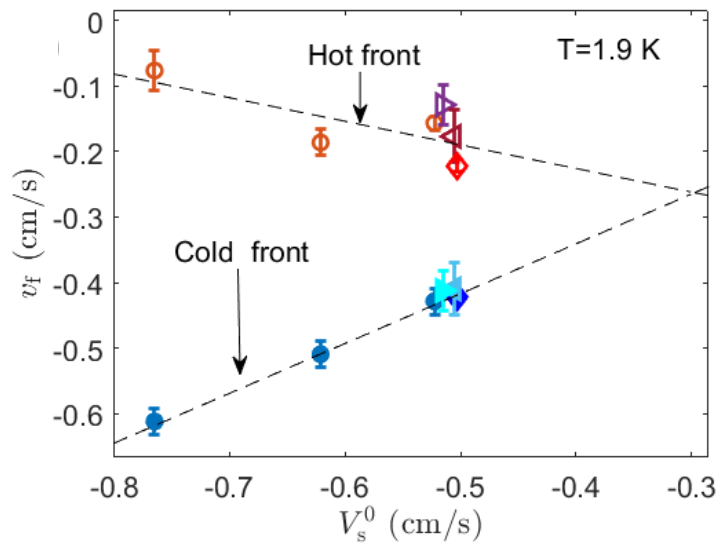 0
Hot front
T=1.9 K
-0.1
-0.2
-0.3
Cold front
-0.4
-0.5
-0.6
v_f (cm/s)
-0.8 -0.7 -0.6 -0.5 -0.4 -0.3
V_s^0 (cm/s)